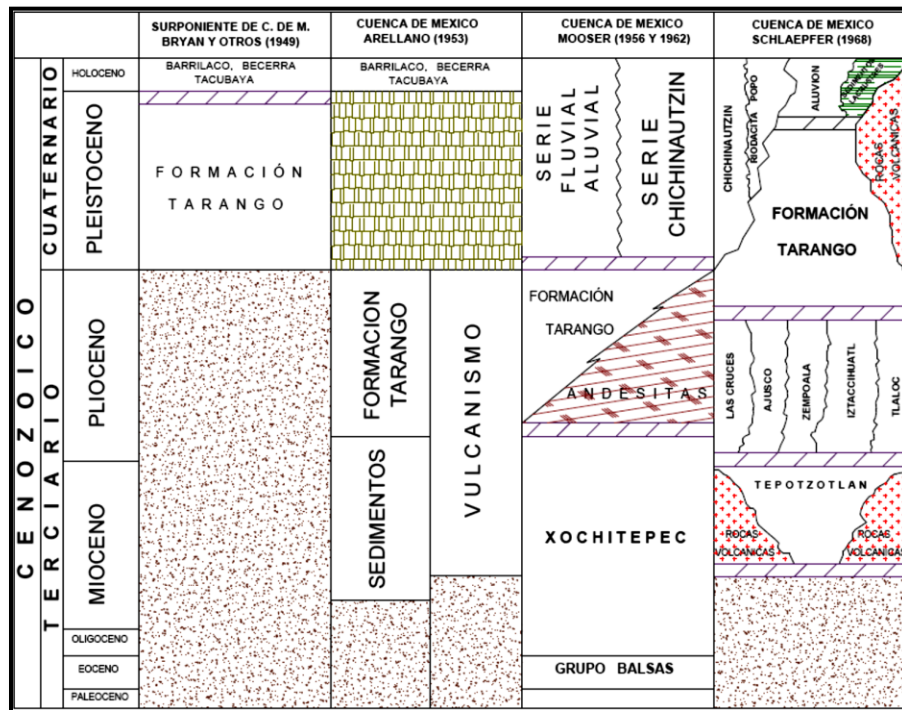 SURPONIENTE DE C. DE M.
BRYAN Y OTROS (1949)
CUENCA DE MEXICO
ARELLANO (1953)
CUENCA DE MEXICO
MOOSER (1956 Y 1962)
CUENCA DE MEXICO
SCHLAEPFER (1968)
CENOZOICO
CUATERNARIO
TERCIARIO
HOLOCENO
PLEISTOCENO
PLIOCENO
MIOCENO
OLIGOCENO
EOCENO
PALEOCENO
BARRILACO, BECERRA
TACUBAYA
FORMACIÓN
TARANGO
BARRILACO, BECERRA
TACUBAYA
FORMACION
TARANGO
SEDIMENTOS
VULCANISMO
SERIE
FLUVIAL
ALUVIAL
SERIE
CHICHINAUTZIN
FORMACIÓN
TARANGO
ANDESITAS
XOCHITEPEC
GRUPO BALSAS
CHICHINAUTZIN
RIODACITA POPO
ALUVION
ROCAS
VOLCANICAS
FORMACIÓN
TARANGO
LAS CRUCES
AJUSCO
ZEMPOALA
IZTACCIHUATL
TLALOC
TEPOTZOTLAN
ROCAS
VOLCANICAS
ROCAS
VOLCANICAS